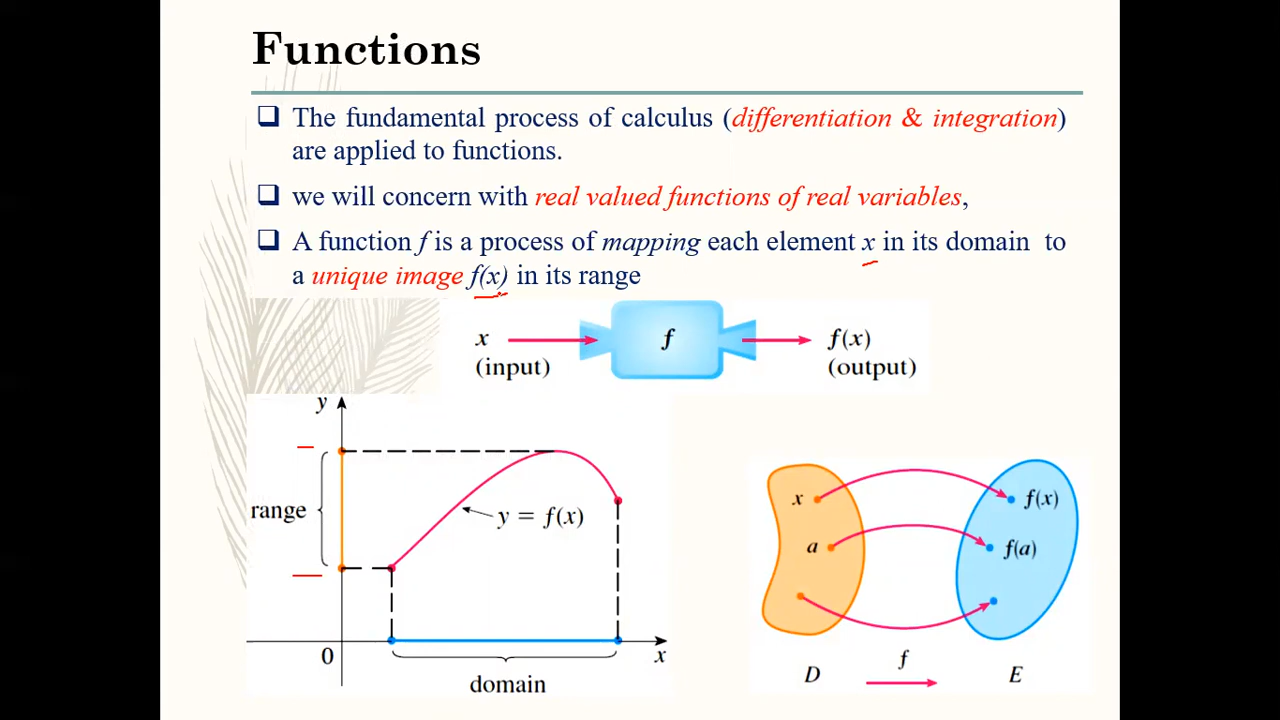 Functions
❑ The fundamental process of calculus (differentiation & integration)
are applied to functions.
❑ we will concern with real valued functions of real variables,
❑ A function f is a process of mapping each element x in its domain to
a unique image f(x) in its range
x
(input)
f
f(x)
(output)
y
range
y = f(x)
0
x
domain
x
f(x)
a
f(a)
D
f
E